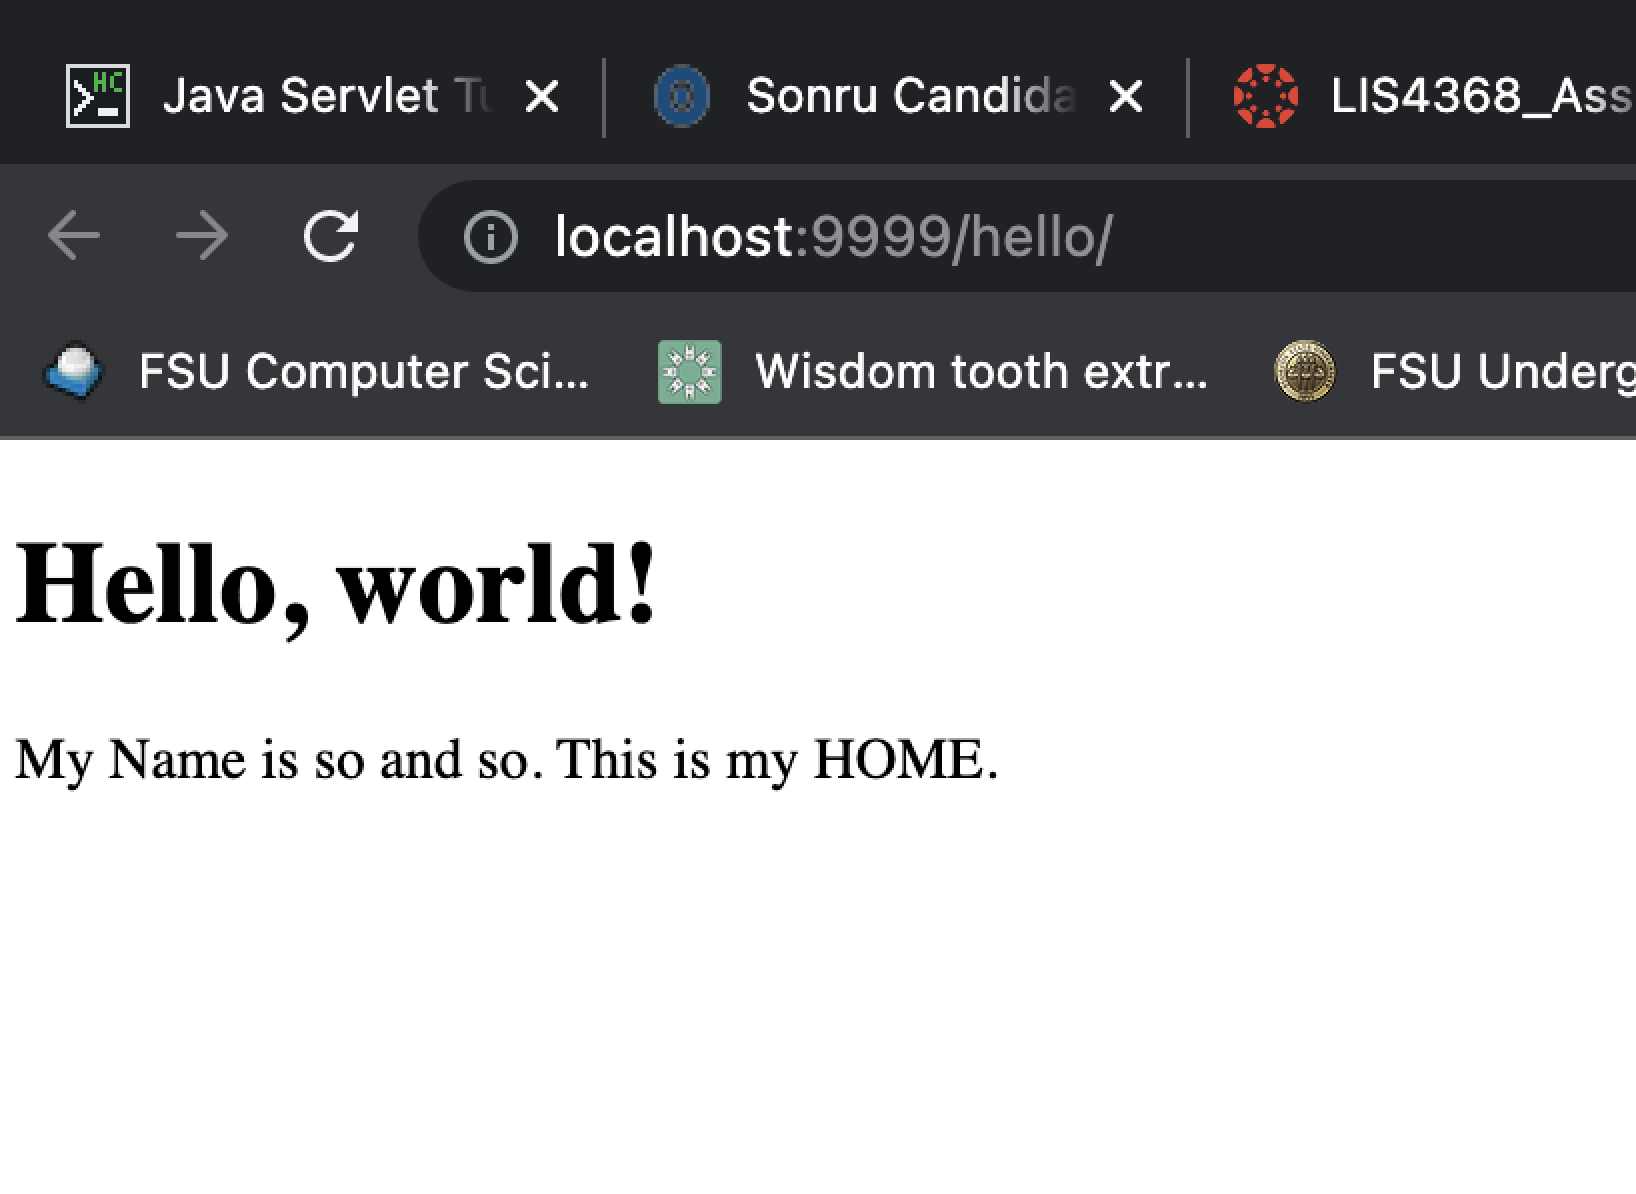 Java Servlet
Sonru Candida
LIS4368_Ass
localhost:9999/hello/
FSU Computer Sci...
Wisdom tooth extr...
FSU Underg
Hello, world!
My Name is so and so. This is my HOME.